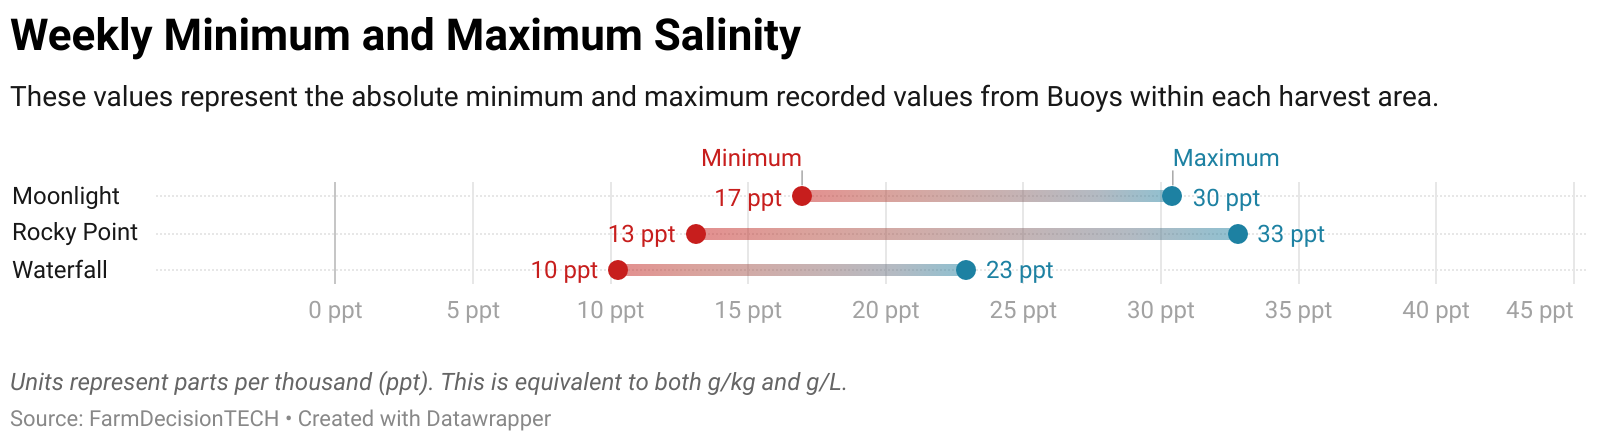 Weekly Minimum and Maximum Salinity
These values represent the absolute minimum and maximum recorded values from Buoys within each harvest area.
Minimum Maximum
Moonlight 17 ppt 30 ppt
Rocky Point 13 ppt 33 ppt
Waterfall 10 ppt 23 ppt
0 ppt 5 ppt 10 ppt 15 ppt 20 ppt 25 ppt 30 ppt 35 ppt 40 ppt 45 ppt
Units represent parts per thousand (ppt). This is equivalent to both g/kg and g/L.
Source: FarmDecisionTECH • Created with Datawrapper